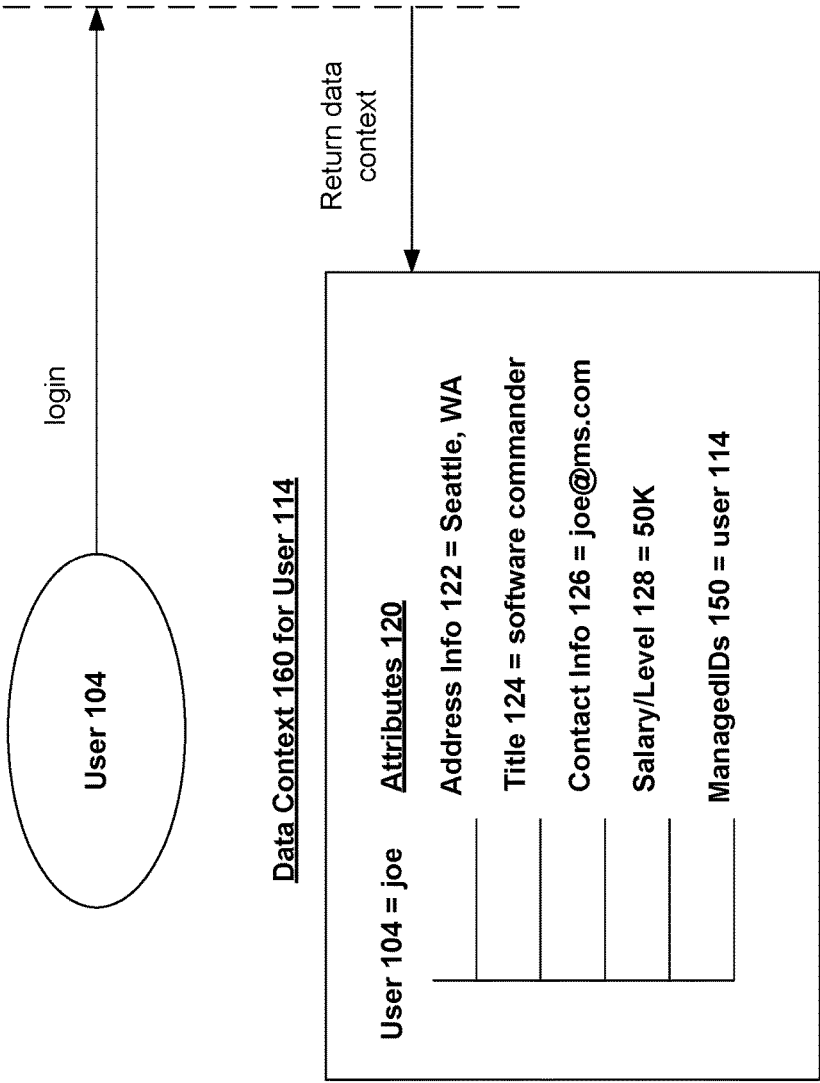 User 104
login
Data Context 160 for User 114
Return data
context
User 104 = joe
Attributes 120
Address Info 122 = Seattle, WA
Title 124 = software commander
Contact Info 126 = joe@ms.com
Salary/Level 128 = 50K
ManagedIDs 150 = user 114